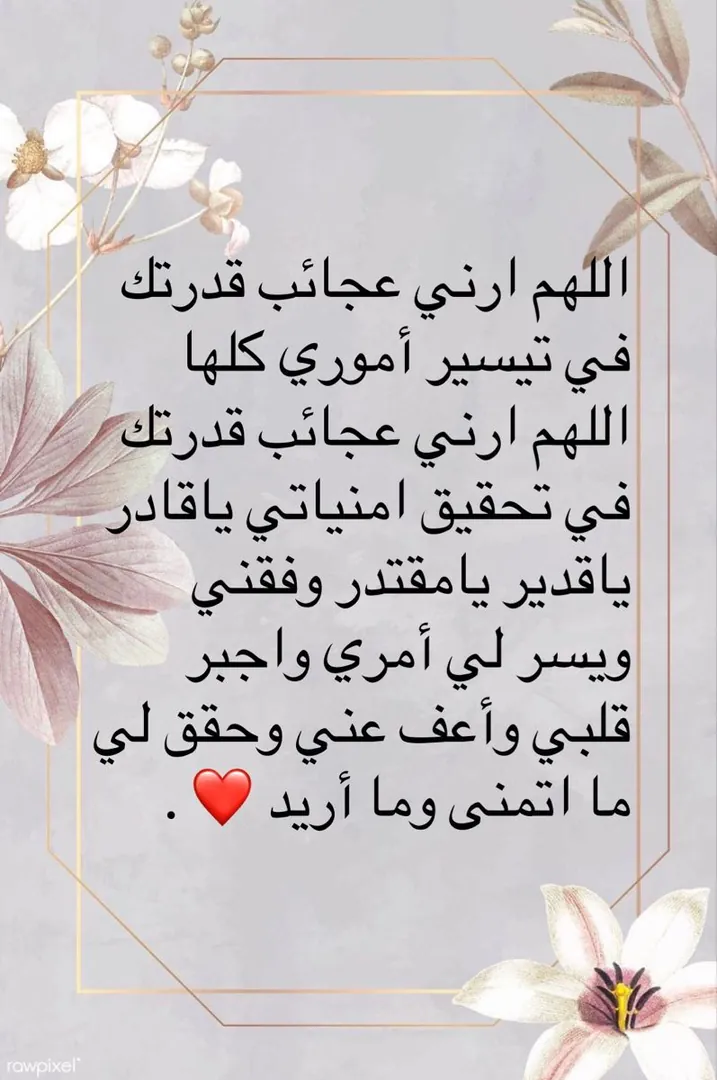 اللهم ارني عجائب قدرتك
في تيسير أموري كلها
اللهم ارني عجائب قدرتك
في تحقيق امنياتي ياقادر
ياقدير يامقتدر وفقني
ويسر لي أمري واجبر
قلبي وأعف عني وحقق لي
ما اتمنى وما أريد ❤️ .
rawpixel